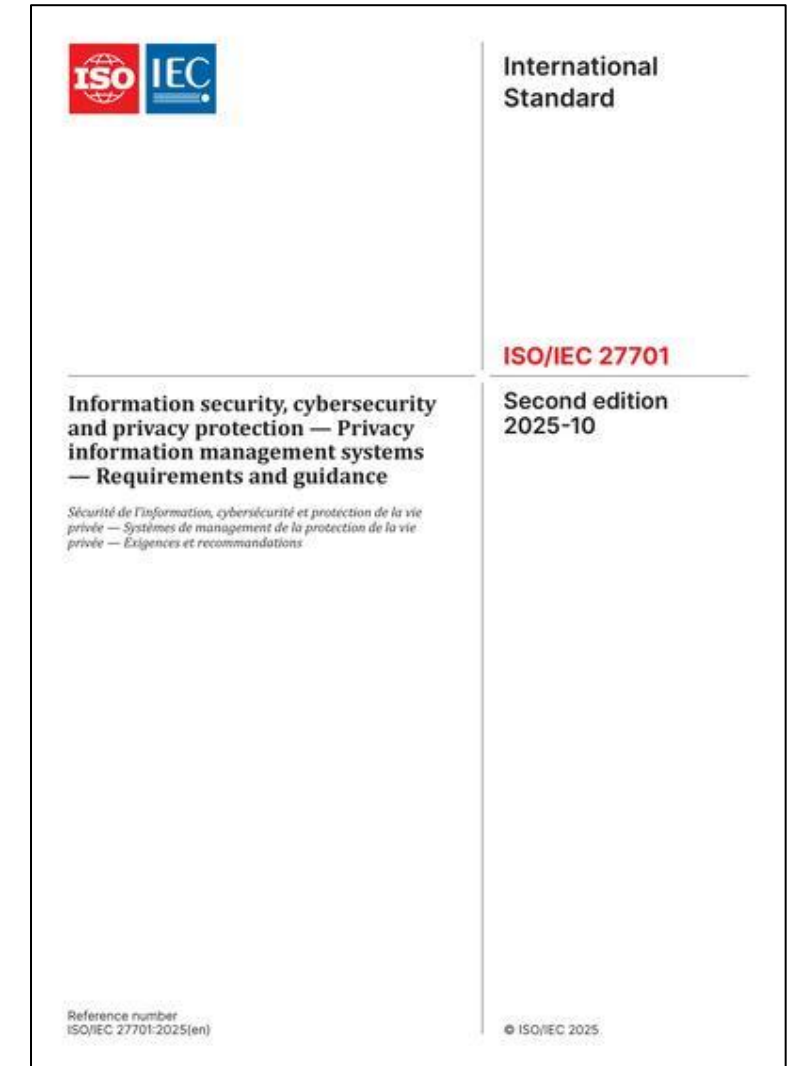 ISO IEC
International
Standard
ISO/IEC 27701
Information security, cybersecurity
and privacy protection — Privacy
information management systems
— Requirements and guidance
Second edition
2025-10
Sécurité de l'information, cybersécurité et protection de la vie
privée — Systèmes de management de la protection de la vie
privée — Exigences et recommandations
Reference number
ISO/IEC 27701:2025(en)
© ISO/IEC 2025